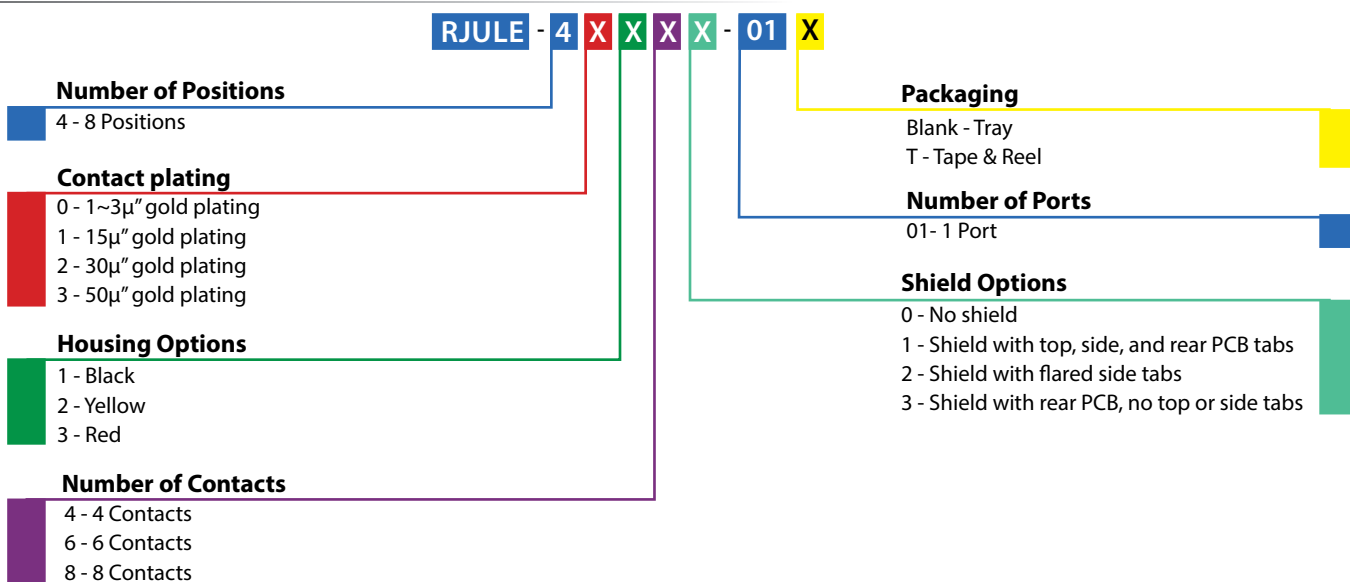 RJULE - 4 X X X X - 01 X
Number of Positions
4 - 8 Positions
Contact plating
0 - 1~3µ” gold plating
1 - 15µ” gold plating
2 - 30µ” gold plating
3 - 50µ” gold plating
Housing Options
1 - Black
2 - Yellow
3 - Red
Number of Contacts
4 - 4 Contacts
6 - 6 Contacts
8 - 8 Contacts
Packaging
Blank - Tray
T - Tape & Reel
Number of Ports
01- 1 Port
Shield Options
0 - No shield
1 - Shield with top, side, and rear PCB tabs
2 - Shield with flared side tabs
3 - Shield with rear PCB, no top or side tabs